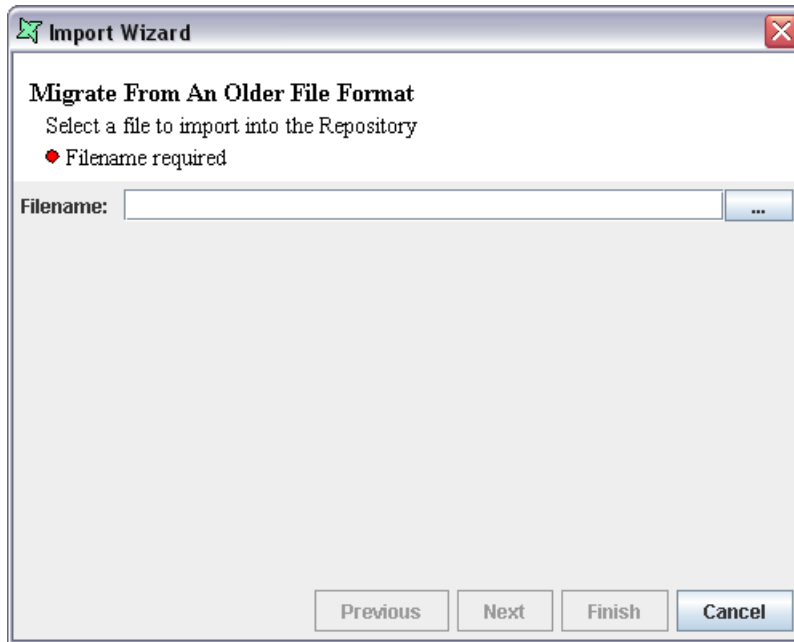 Import Wizard
Migrate From An Older File Format
Select a file to import into the Repository
Filename required
Filename: ...
Previous Next Finish Cancel